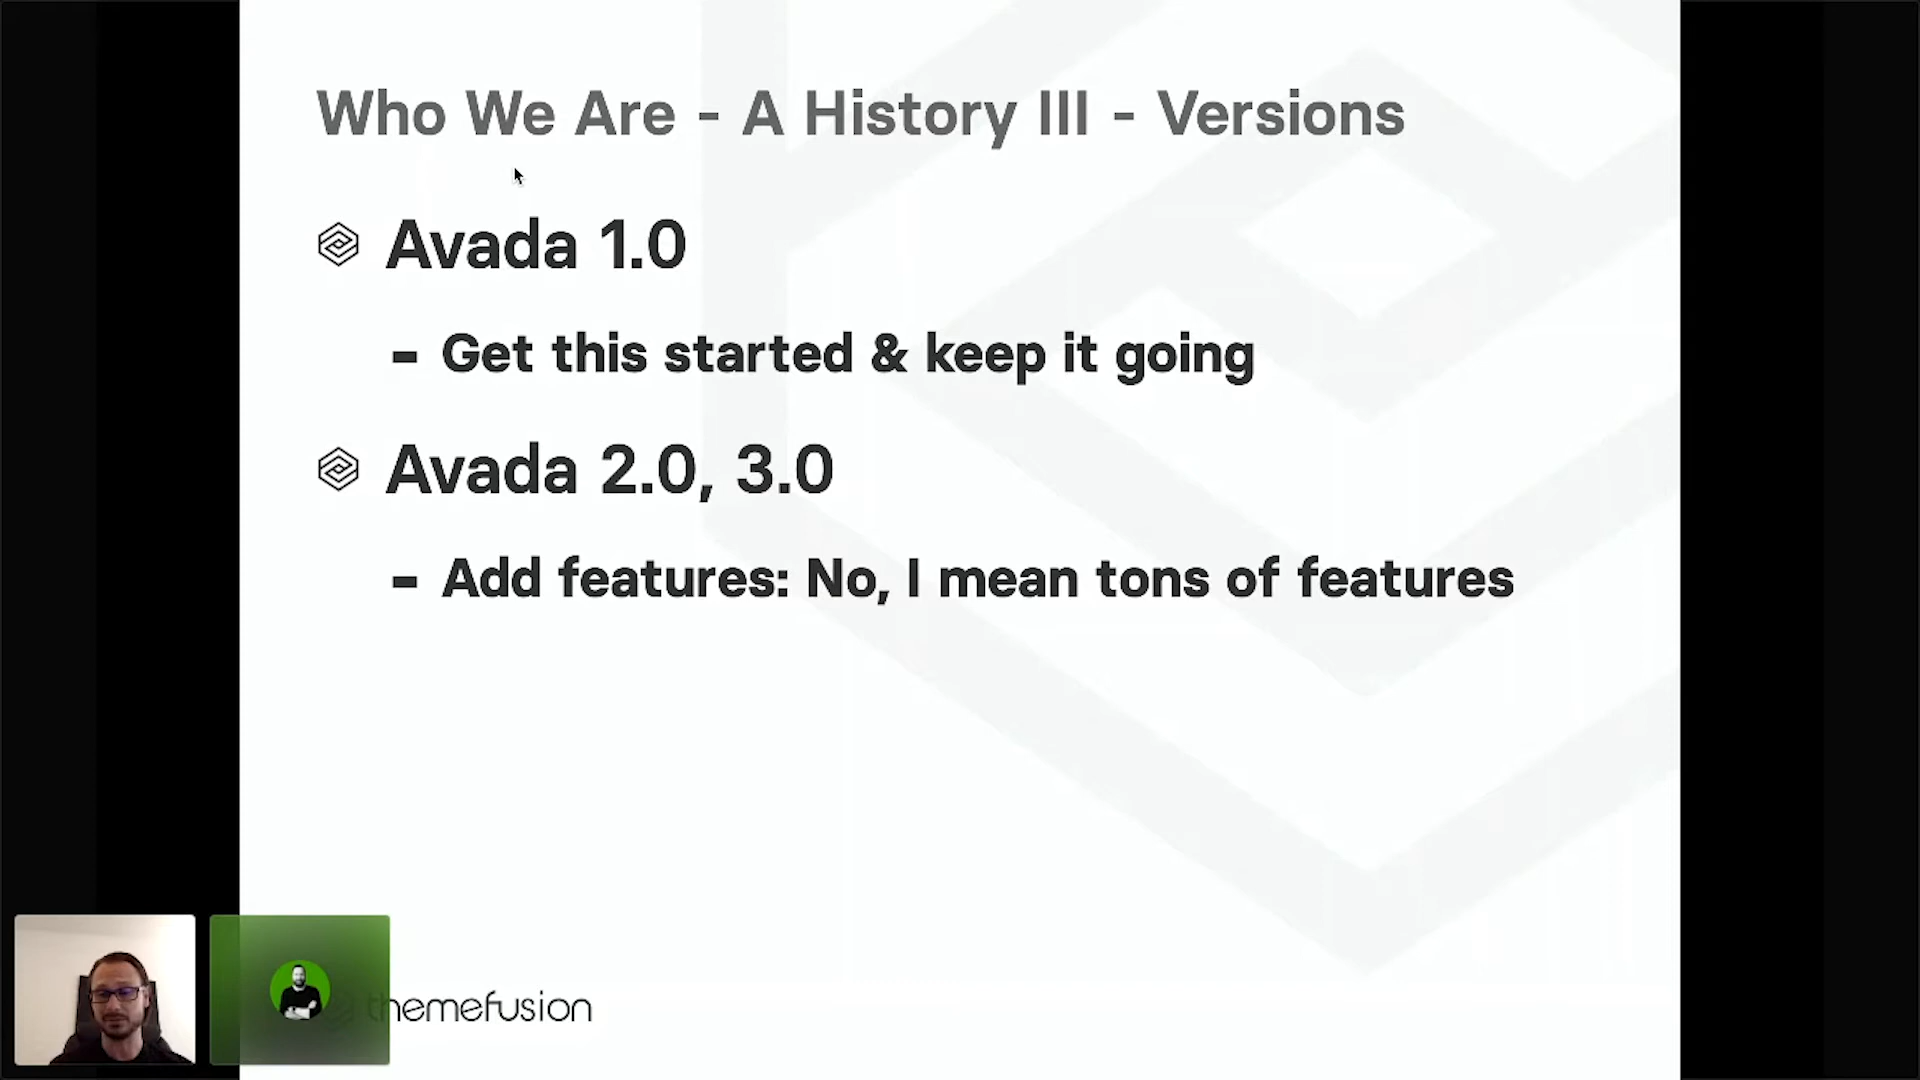 Who We Are - A History III - Versions
Avada 1.0
- Get this started & keep it going
Avada 2.0, 3.0
- Add features: No, I mean tons of features
themefusion